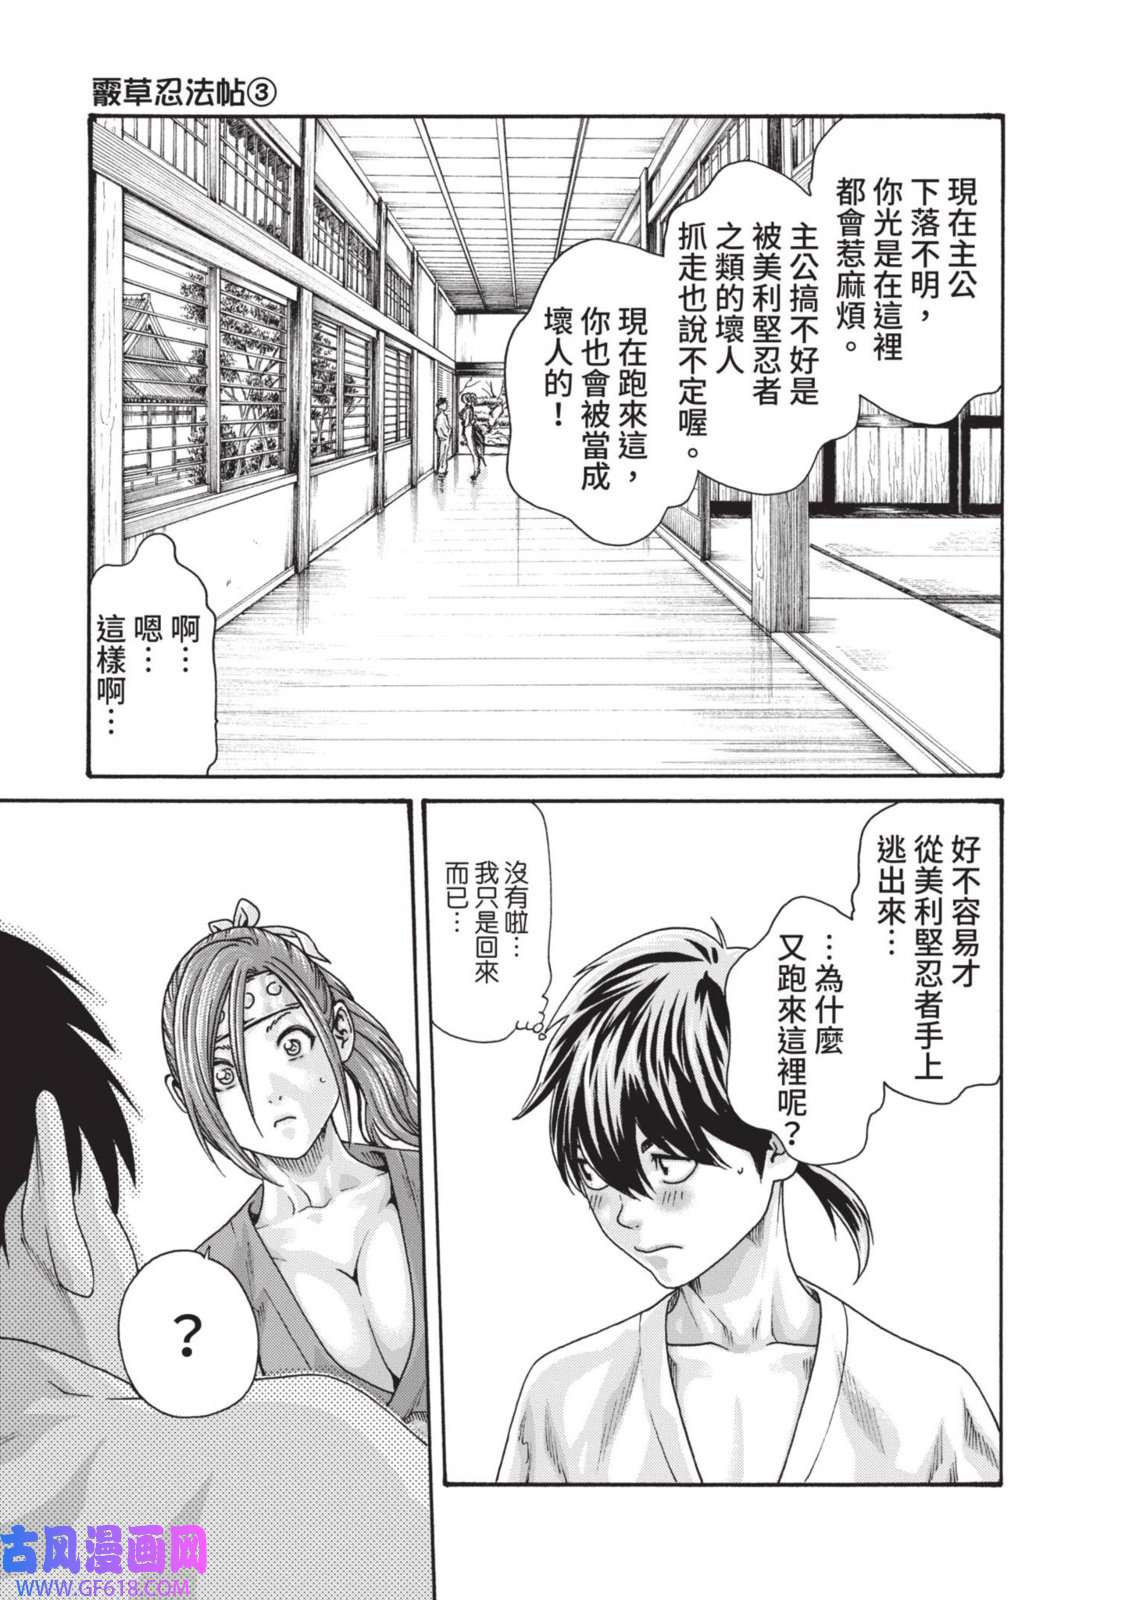 霞草忍法帖③
現在主公
下落不明，
你光是在這裡
都會惹麻煩。
主公搞不好是
被美利堅忍者
之類的壞人
抓走也說不定喔。
現在跑來這，
你也會被當成
壞人的！
啊…
嗯…
這樣啊…
好不容易才
從美利堅忍者手上
逃出來…
…為什麼
又跑來這裡呢？
沒有啦…
我只是回來
而已…
？
古风漫画网
WWW.GF618.COM